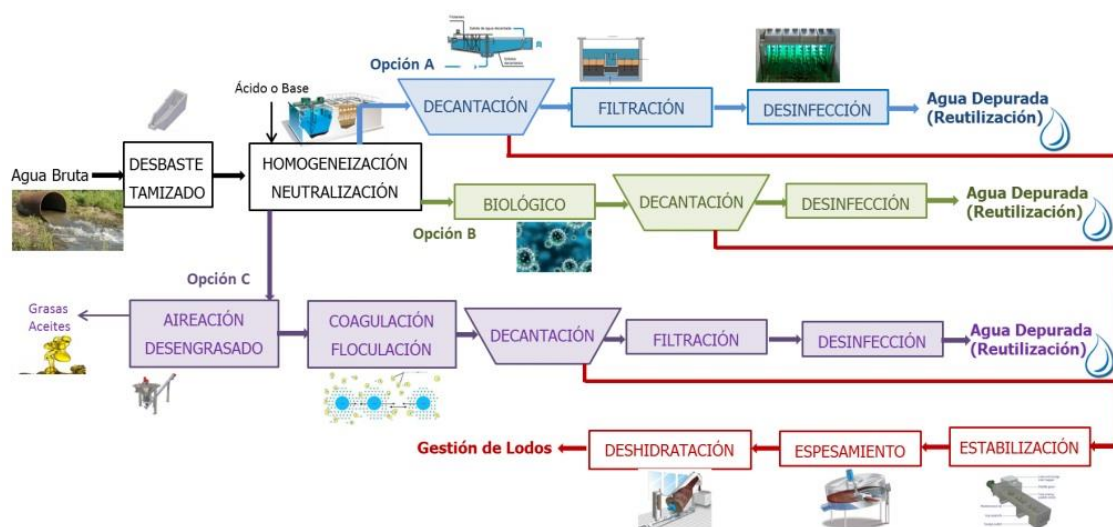 Opción A
Ácido o Base
DECANTACIÓN
FILTRACIÓN
DESINFECCIÓN
Agua Depurada
(Reutilización)
Agua Bruta
DESBASTE
TAMIZADO
HOMOGENEIZACIÓN
NEUTRALIZACIÓN
BIOLÓGICO
DECANTACIÓN
DESINFECCIÓN
Agua Depurada
(Reutilización)
Opción B
Opción C
Grasas
Aceites
AIREACIÓN
DESENGRASADO
COAGULACIÓN
FLOCULACIÓN
DECANTACIÓN
FILTRACIÓN
DESINFECCIÓN
Agua Depurada
(Reutilización)
Gestión de Lodos
DESHIDRATACIÓN
ESPESAMIENTO
ESTABILIZACIÓN